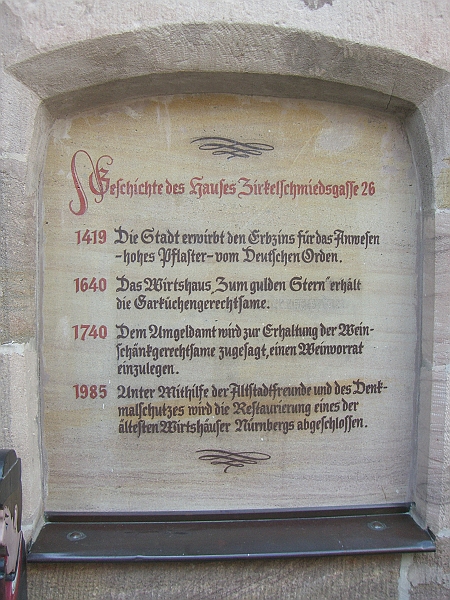 Geschichte des Hauses Zirkelschmiedsgasse 26
1419 Die Stadt erwirbt den Erbzins für das Anwesen
-hohes Pflaster- vom Deutschen Orden.
1640 Das Wirtshaus „Zum gulden Stern" erhält
die Garküchengerechtsame.
1740 Dem Umgeldamt wird zur Erhaltung der Wein-
schänkgerechtsame zugesagt, einen Weinvorrat
einzulegen.
1985 Unter Mithilfe der Altstadtfreunde und des Denk-
malschutzes wird die Restaurierung eines der
ältesten Wirtshäuser Nürnbergs abgeschlossen.